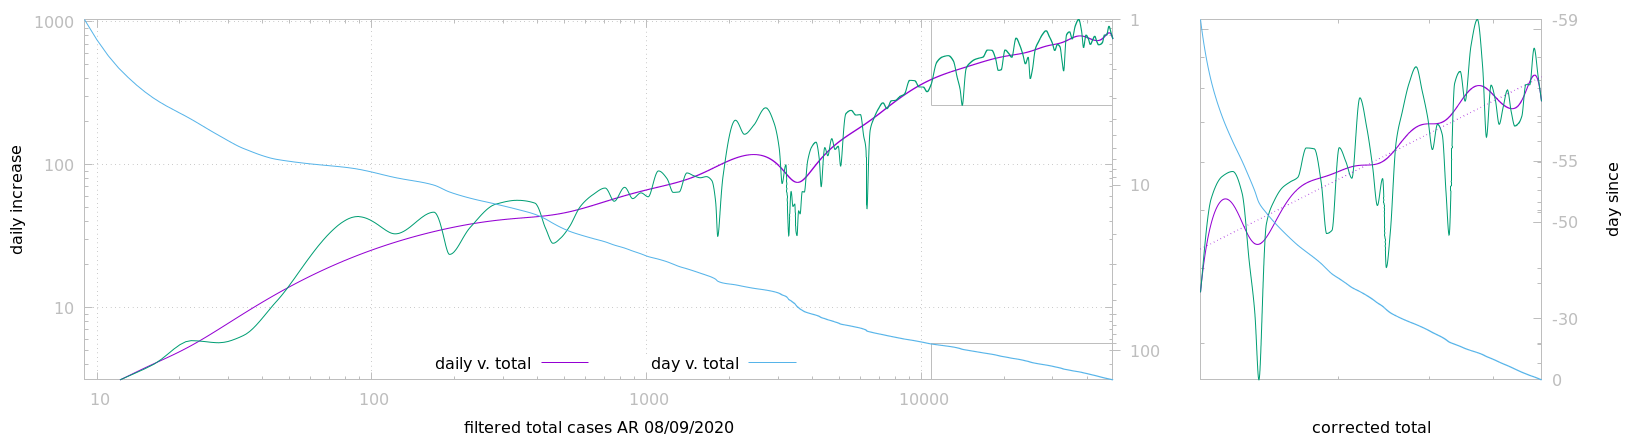 1000
100
10
daily increase
10
100
1000
10000
filtered total cases AR 08/09/2020
daily v. total
day v. total
1
10
100
-59
-55
-50
-30
0
day since
corrected total